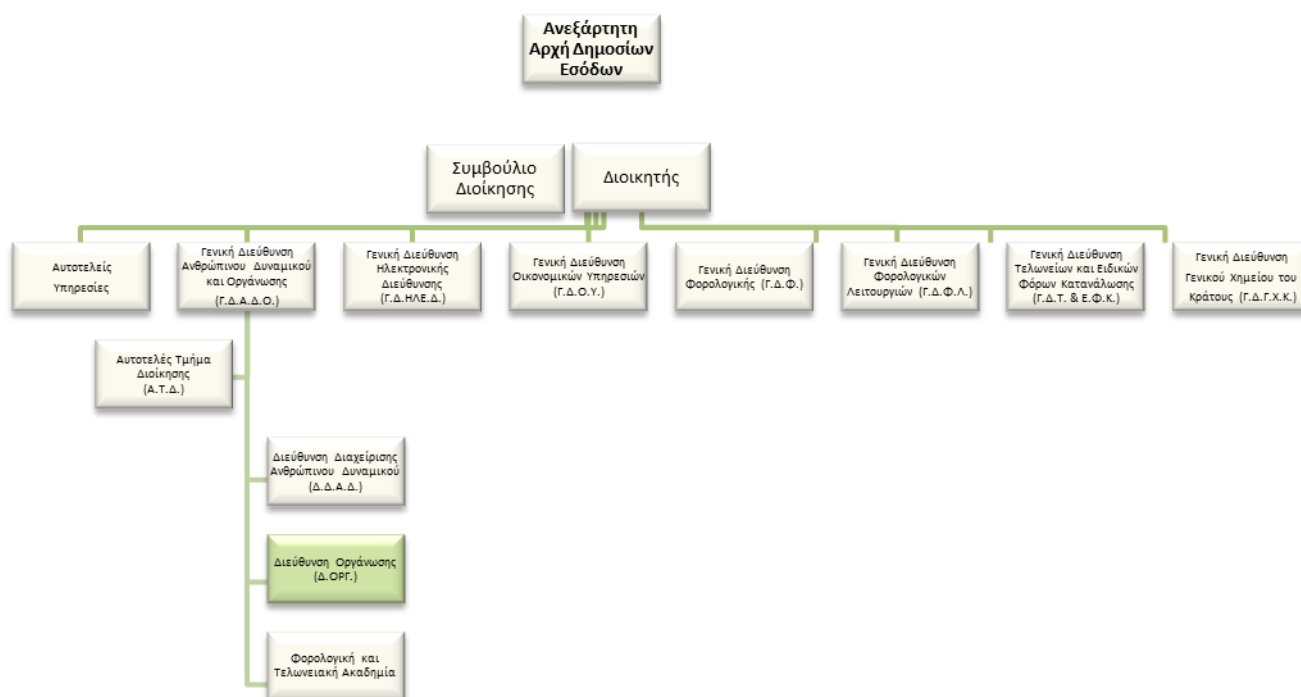 Ανεξάρτητη
Αρχή Δημοσίων
Εσόδων
Συμβούλιο
Διοίκησης
Διοικητής
Αυτοτελείς
Υπηρεσίες
Γενική Διεύθυνση
Ανθρώπινου Δυναμικού
και Οργάνωσης
(Γ.Δ.Α.Δ.Ο.)
Γενική Διεύθυνση
Ηλεκτρονικής
Διεύθυνσης
(Γ.Δ.ΗΛΕ.Δ.)
Γενική Διεύθυνση
Οικονομικών Υπηρεσιών
(Γ.Δ.Ο.Υ.)
Γενική Διεύθυνση
Φορολογικής (Γ.Δ.Φ.)
Γενική Διεύθυνση
Φορολογικών
Λειτουργιών (Γ.Δ.Φ.Λ.)
Γενική Διεύθυνση
Τελωνείων και Ειδικών
Φόρων Κατανάλωσης
(Γ.Δ.Τ. & Ε.Φ.Κ.)
Γενική Διεύθυνση
Γενικού Χημείου του
Κράτους (Γ.Δ.Γ.Χ.Κ.)
Αυτοτελές Τμήμα
Διοίκησης
(Α.Τ.Δ.)
Διεύθυνση Διαχείρισης
Ανθρώπινου Δυναμικού
(Δ.Δ.Α.Δ.)
Διεύθυνση Οργάνωσης
(Δ.ΟΡΓ.)
Φορολογική και
Τελωνειακή Ακαδημία